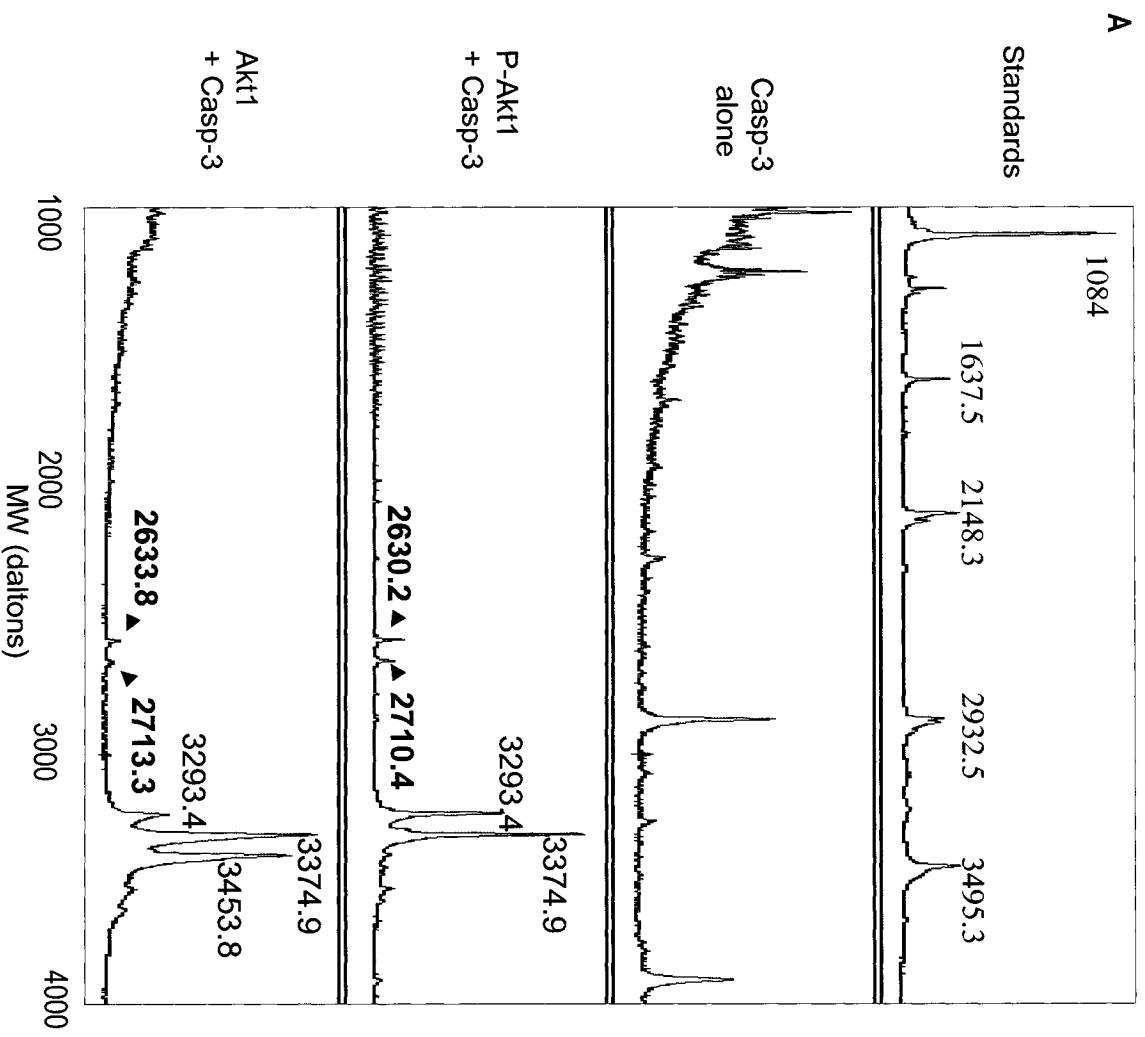 A
Standards
1084
1637.5
2148.3
2932.5
3495.3
Casp-3
alone
P-Akt1
+ Casp-3
2630.2
2710.4
3293.4
3374.9
Akt1
+ Casp-3
2633.8
2713.3
3293.4
3374.9
3453.8
1000
2000
3000
4000
MW (daltons)